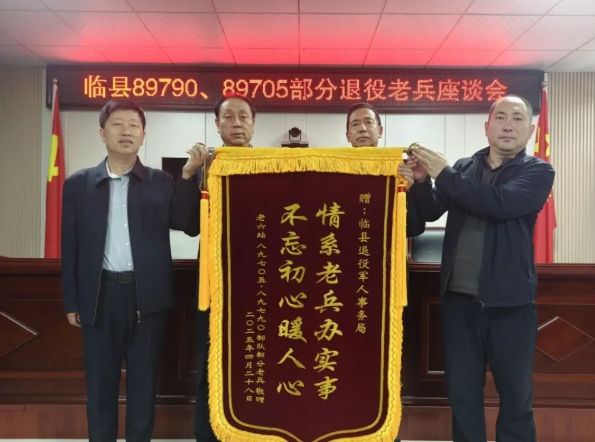 临县89790、89705部分退役老兵座谈会
赠：临县退役军人事务局
情系老兵办实事
不忘初心暖人心
老六站八九七〇五·八九七九〇部队部分老兵敬赠
二〇二五年四月二十八日